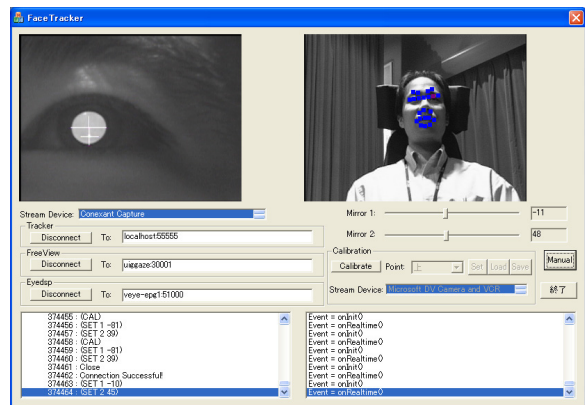 FaceTracker
Stream Device: Conexant Capture
Mirror 1: -11
Mirror 2: 48
Tracker
Disconnect To: localhost:55555
FreeView
Disconnect To: uiggaze:30001
Eyedsp
Disconnect To: veye-epg1:51000
Calibration
Calibrate Point: 上 Set Load Save
Stream Device: Microsoft DV Camera and VCR
Manual
終了
374455 : (CAL)
374456 : (SET 1 -81)
374457 : (SET 2 39)
374458 : (CAL)
374459 : (SET 1 -81)
374460 : (SET 2 39)
374461 : Close
374462 : Connection Successful!
374463 : (SET 1 -10)
374464 : (SET 2 45)
Event = onInit()
Event = onRealtime()
Event = onInit()
Event = onRealtime()
Event = onRealtime()
Event = onRealtime()
Event = onRealtime()
Event = onRealtime()
Event = onInit()
Event = onRealtime()